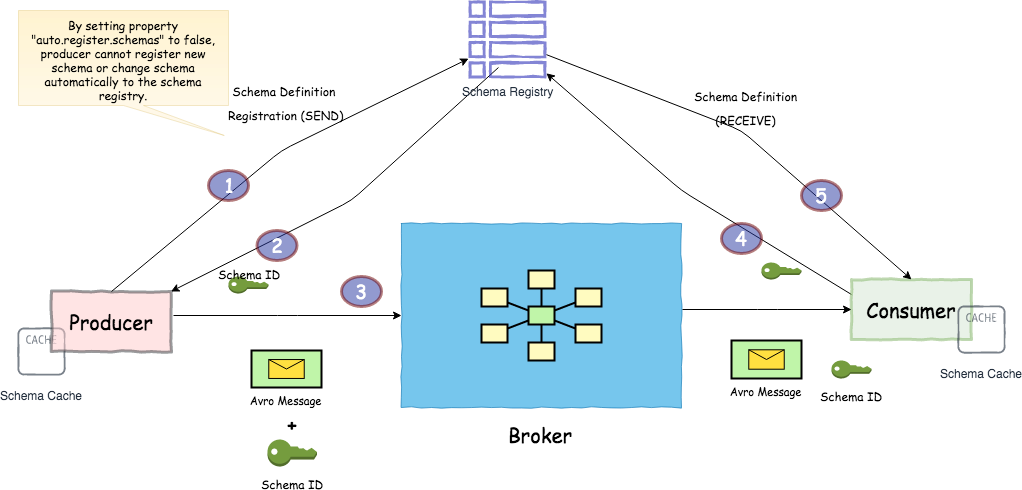 By setting property
"auto.register.schemas" to false,
producer cannot register new
schema or change schema
automatically to the schema
registry.
Schema Registry
Schema Definition
Registration (SEND)
Schema Definition
(RECEIVE)
1
2
Schema ID
3
4
5
Producer
CACHE
Schema Cache
Consumer
CACHE
Schema Cache
Avro Message
+
Schema ID
Broker
Avro Message
Schema ID